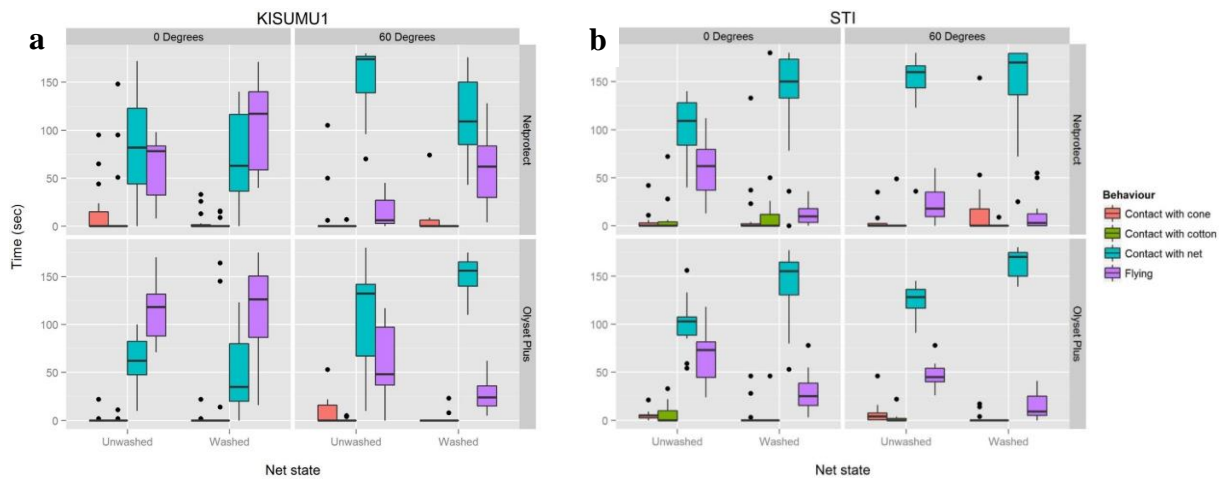 KISUMU1
a
0 Degrees
60 Degrees
Netprotect
Olyset Plus
150
100
50
0
150
100
50
0
Time (sec)
Unwashed
Washed
Unwashed
Washed
Net state
STI
b
0 Degrees
60 Degrees
Netprotect
Olyset Plus
150
100
50
0
150
100
50
0
Unwashed
Washed
Unwashed
Washed
Net state
Behaviour
Contact with cone
Contact with cotton
Contact with net
Flying